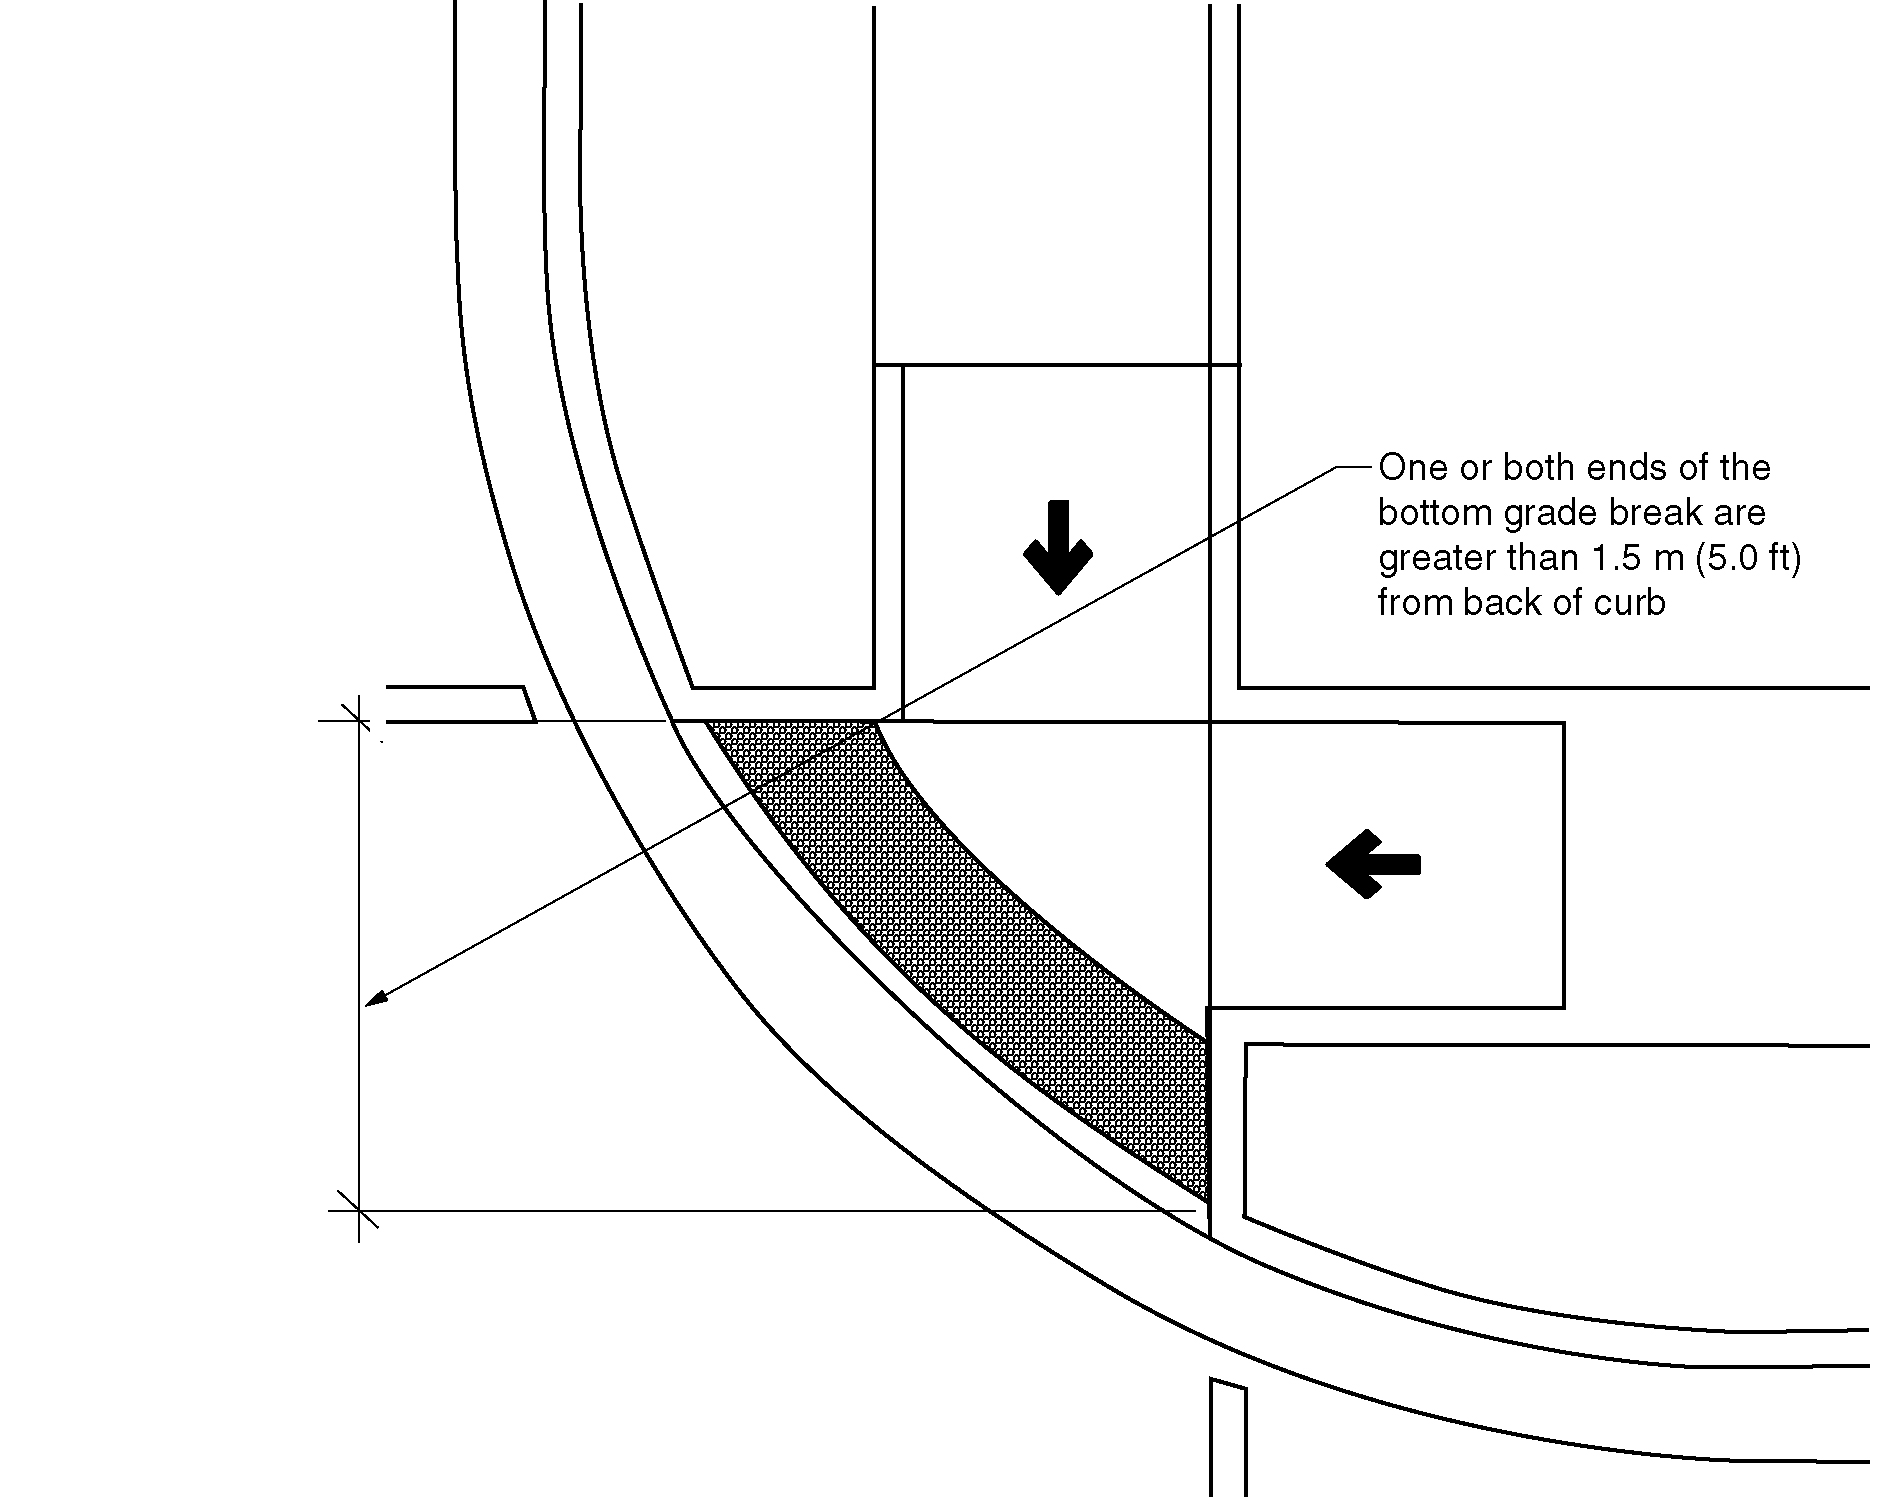 One or both ends of the
bottom grade break are
greater than 1.5 m (5.0 ft)
from back of curb